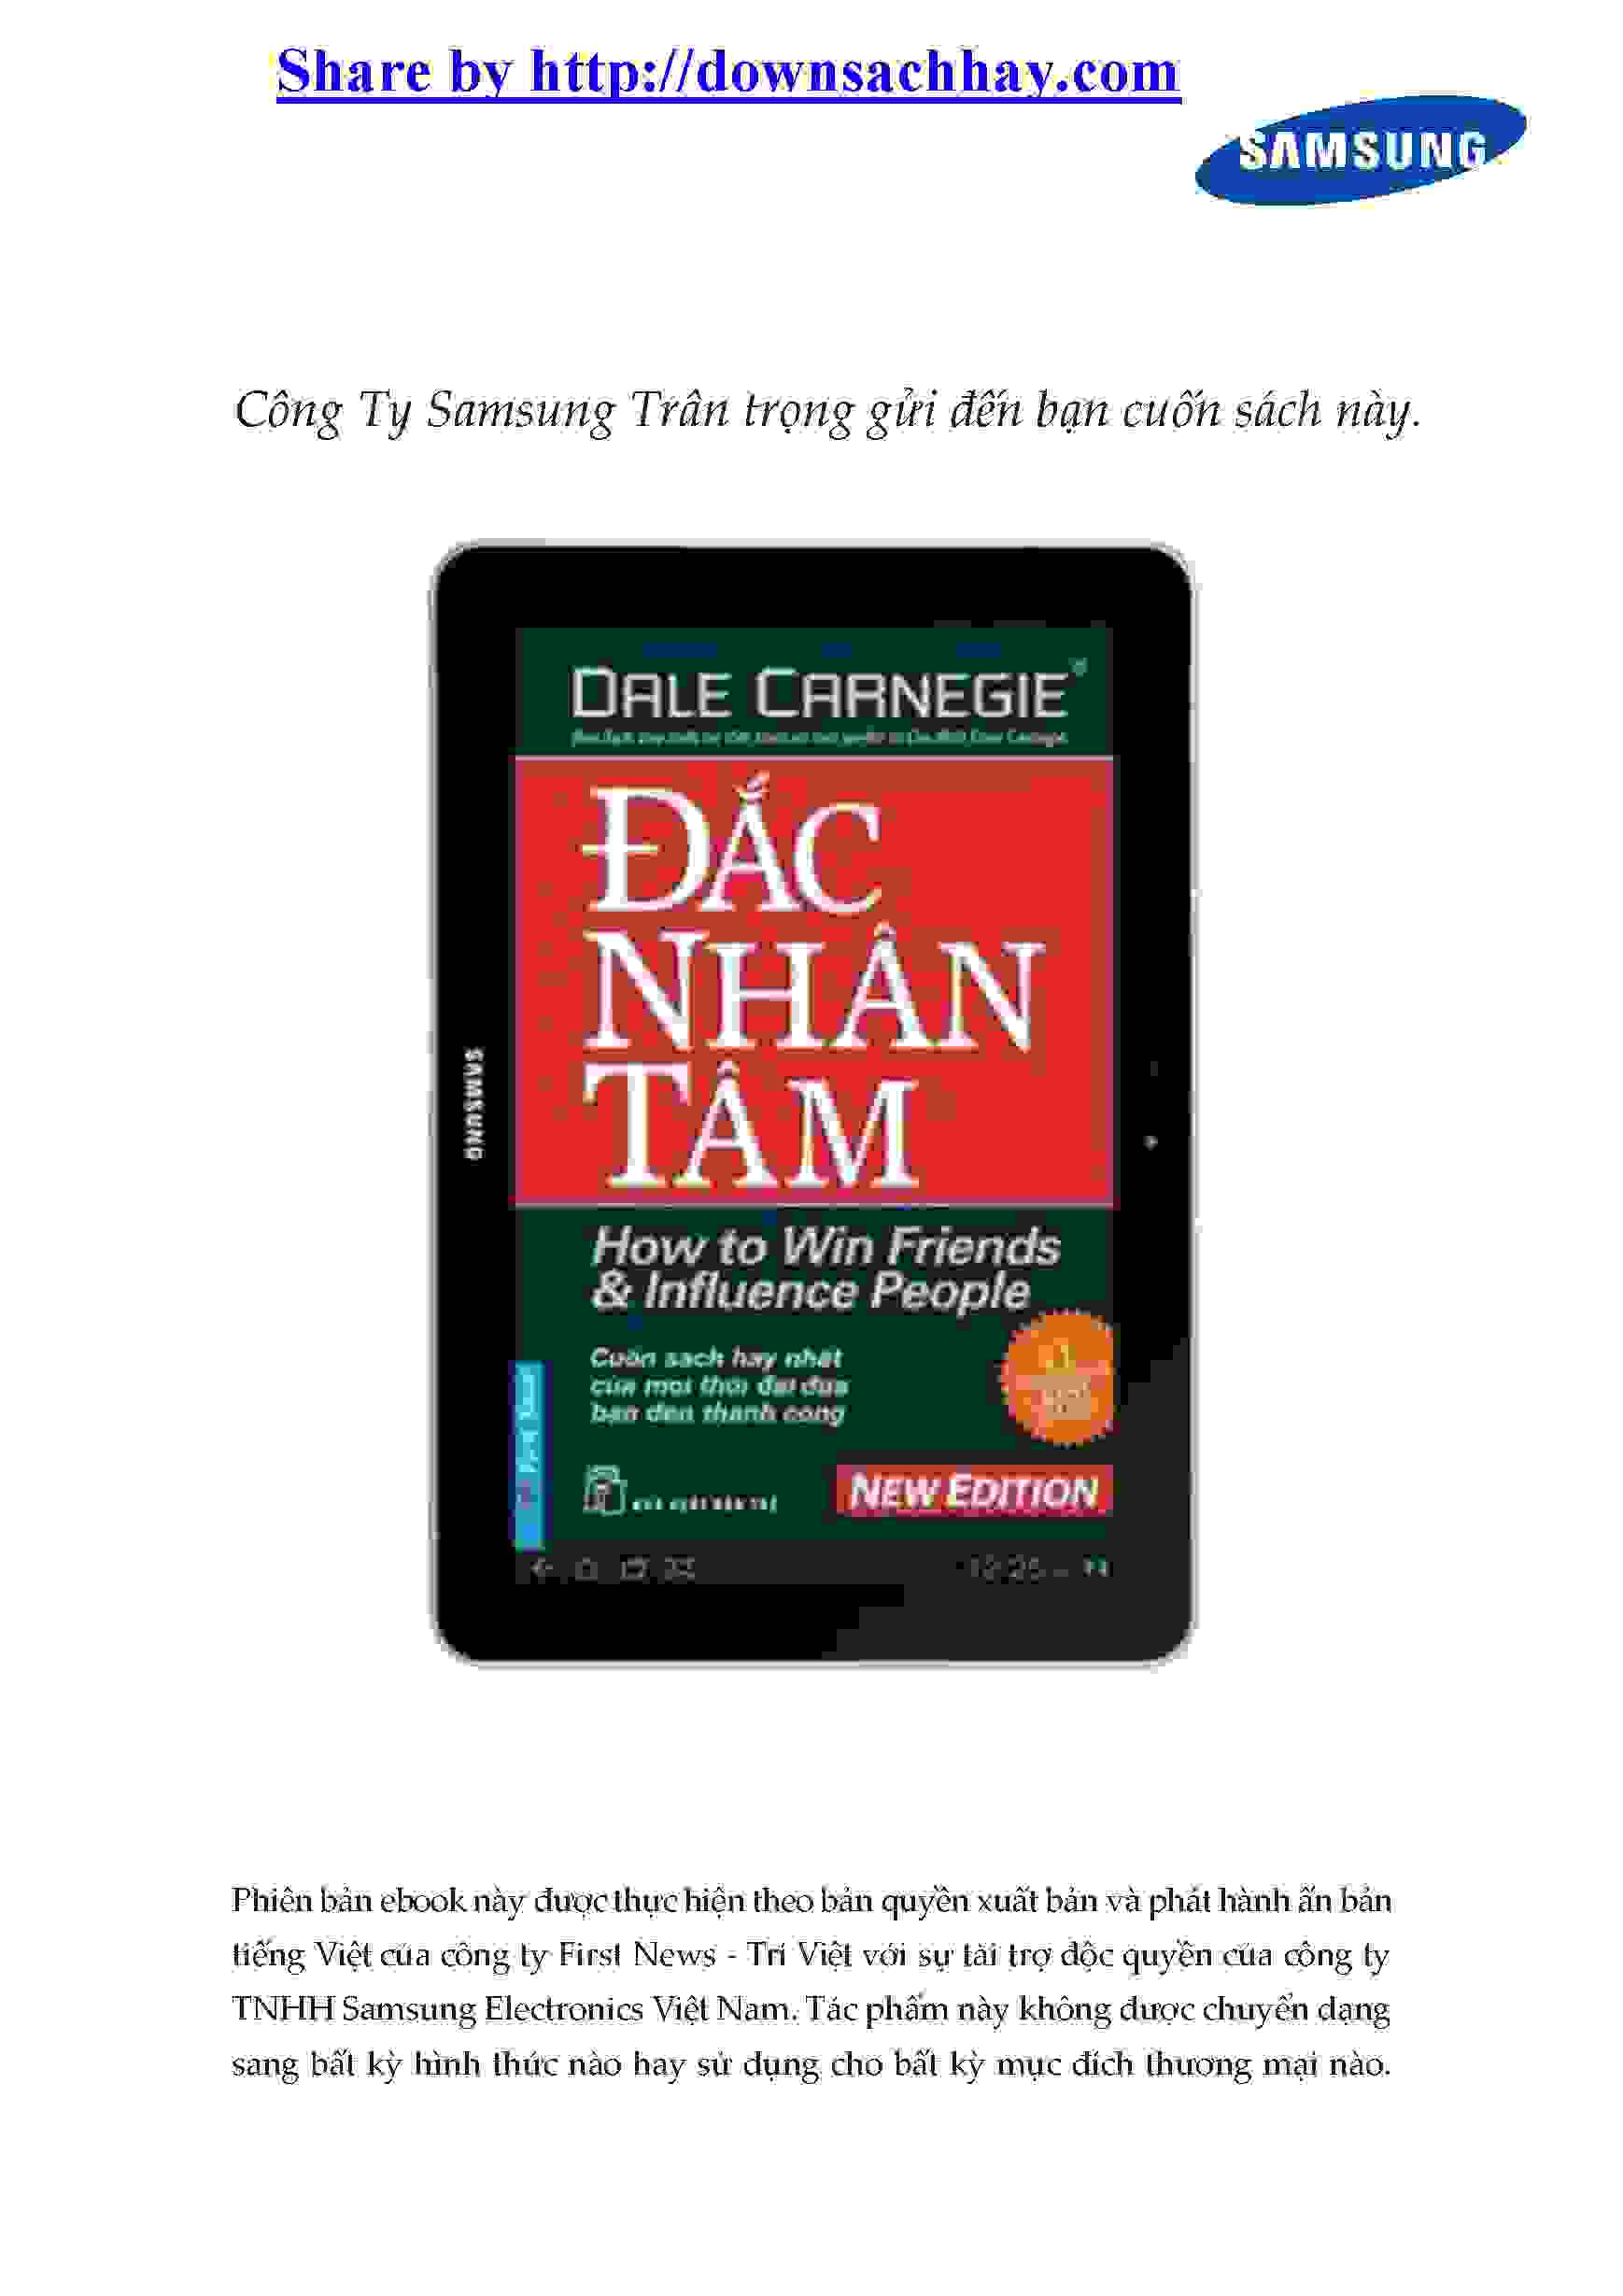 Share by http://downsachhay.com
SAMSUNG
Công Ty Samsung Trân trọng gửi đến bạn cuốn sách này.
DALE CARNEGIE
ĐẮC
NHÂN
TÂM
SAMSUNG
How to Win Friends
& Influence People
Cuốn sách hay nhất
của mọi thời đại đưa
bạn đến thành công
NEW EDITION
Phiên bản ebook này được thực hiện theo bản quyền xuất bản và phát hành ấn bản
tiếng Việt của công ty First News - Trí Việt với sự tài trợ độc quyền của công ty
TNHH Samsung Electronics Việt Nam. Tác phẩm này không được chuyển dạng
sang bất kỳ hình thức nào hay sử dụng cho bất kỳ mục đích thương mại nào.